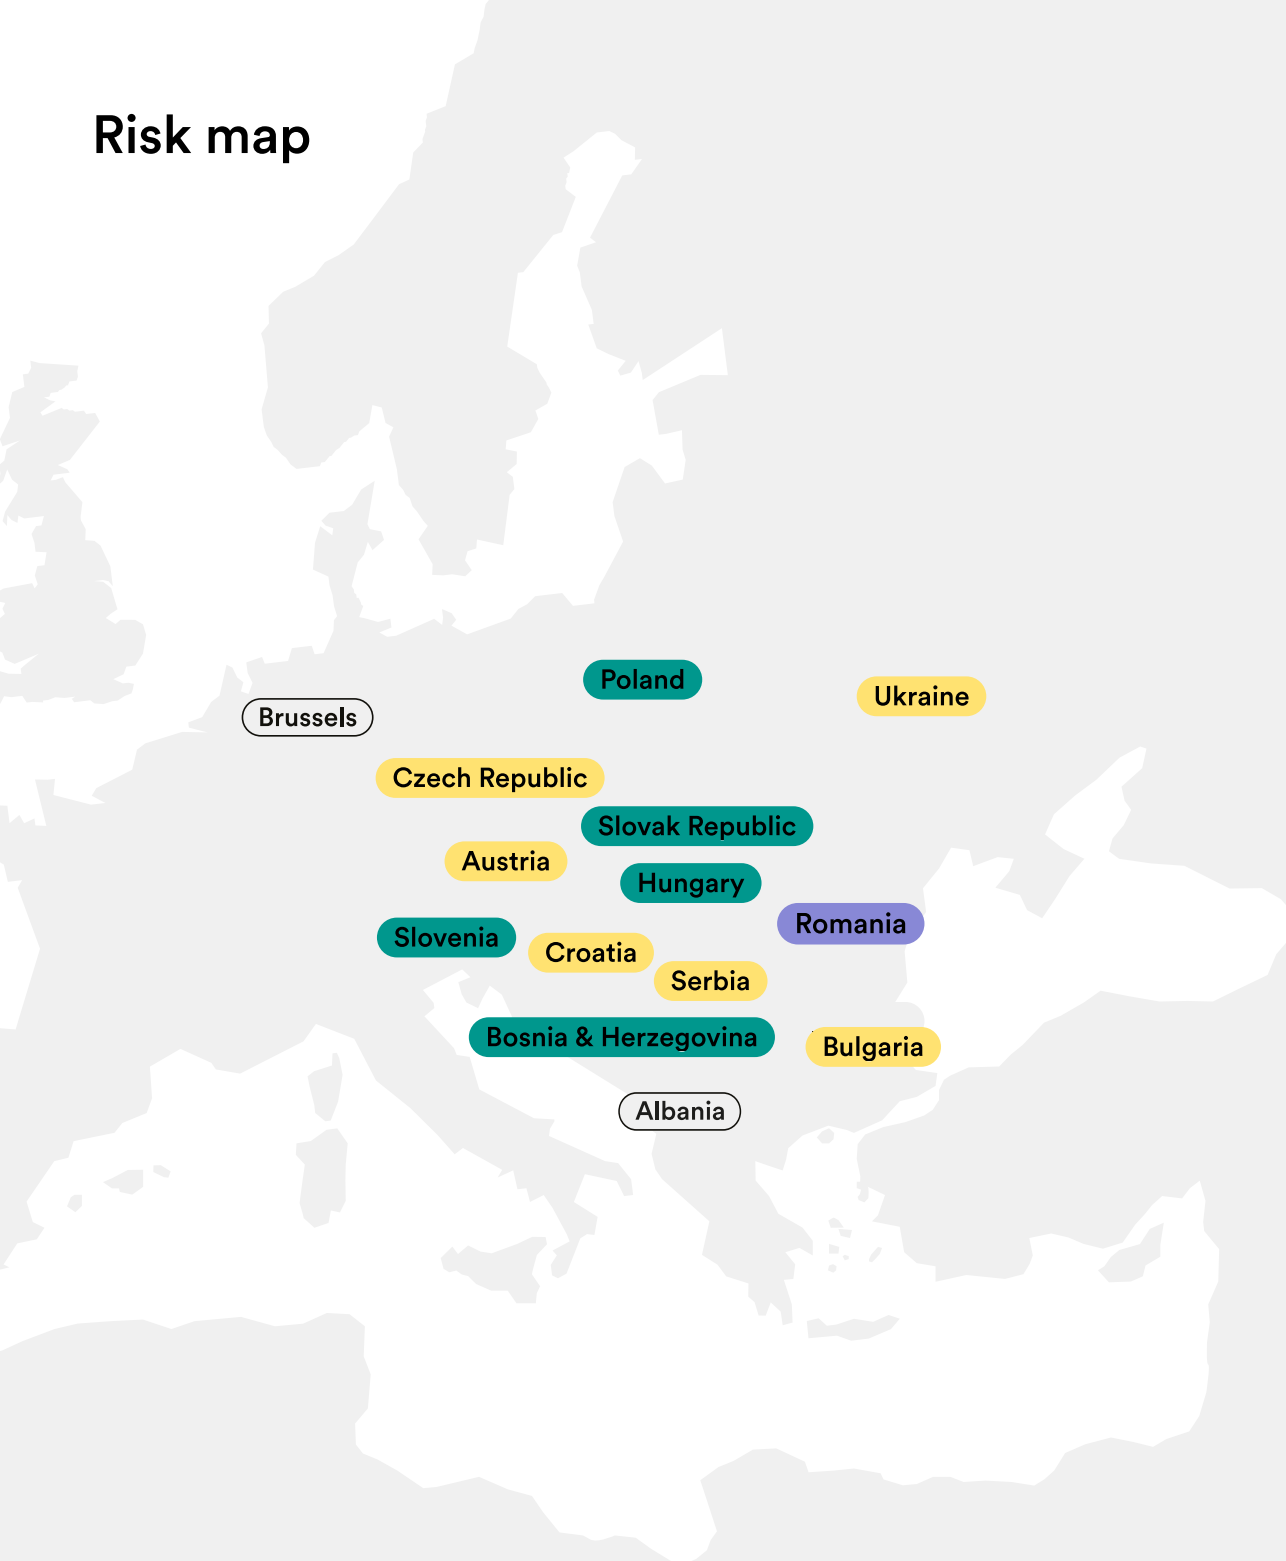 Risk map
Poland
Ukraine
Brussels
Czech Republic
Slovak Republic
Austria
Hungary
Romania
Slovenia
Croatia
Serbia
Bosnia & Herzegovina
Bulgaria
Albania